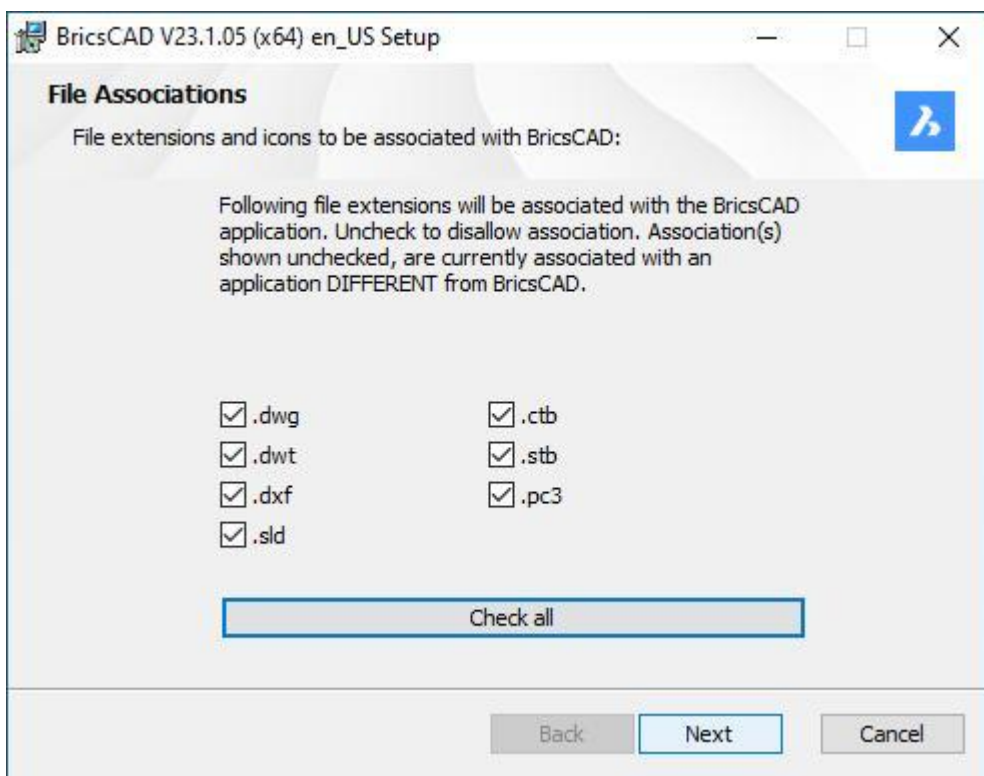 BricsCAD V23.1.05 (x64) en_US Setup
File Associations
File extensions and icons to be associated with BricsCAD:
Following file extensions will be associated with the BricsCAD
application. Uncheck to disallow association. Association(s)
shown unchecked, are currently associated with an
application DIFFERENT from BricsCAD.
.dwg
.dwt
.dxf
.sld
.ctb
.stb
.pc3
Check all
Back
Next
Cancel